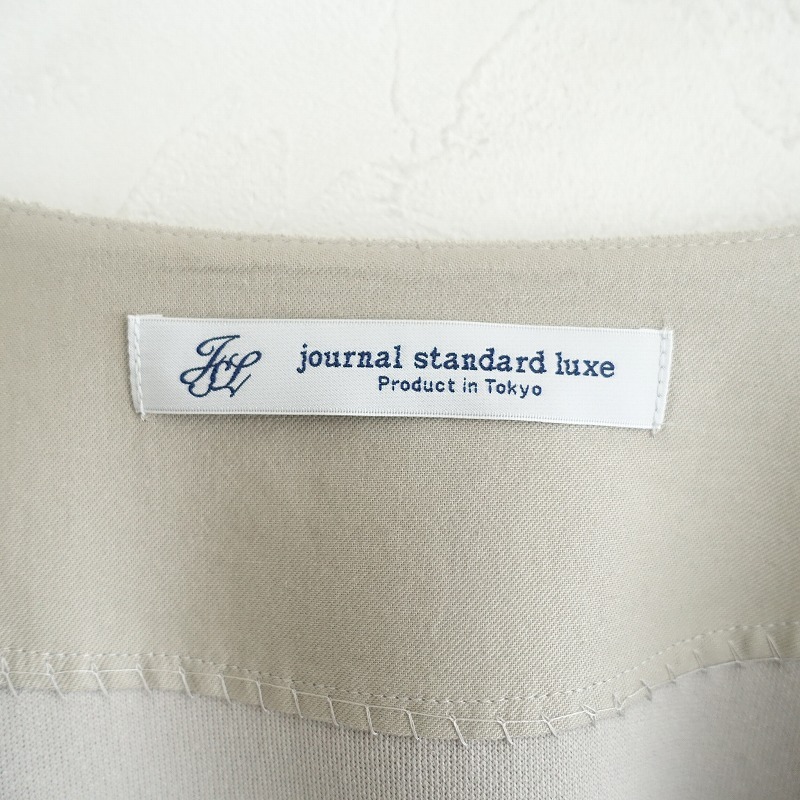 JSL
journal standard luxe
Product in Tokyo